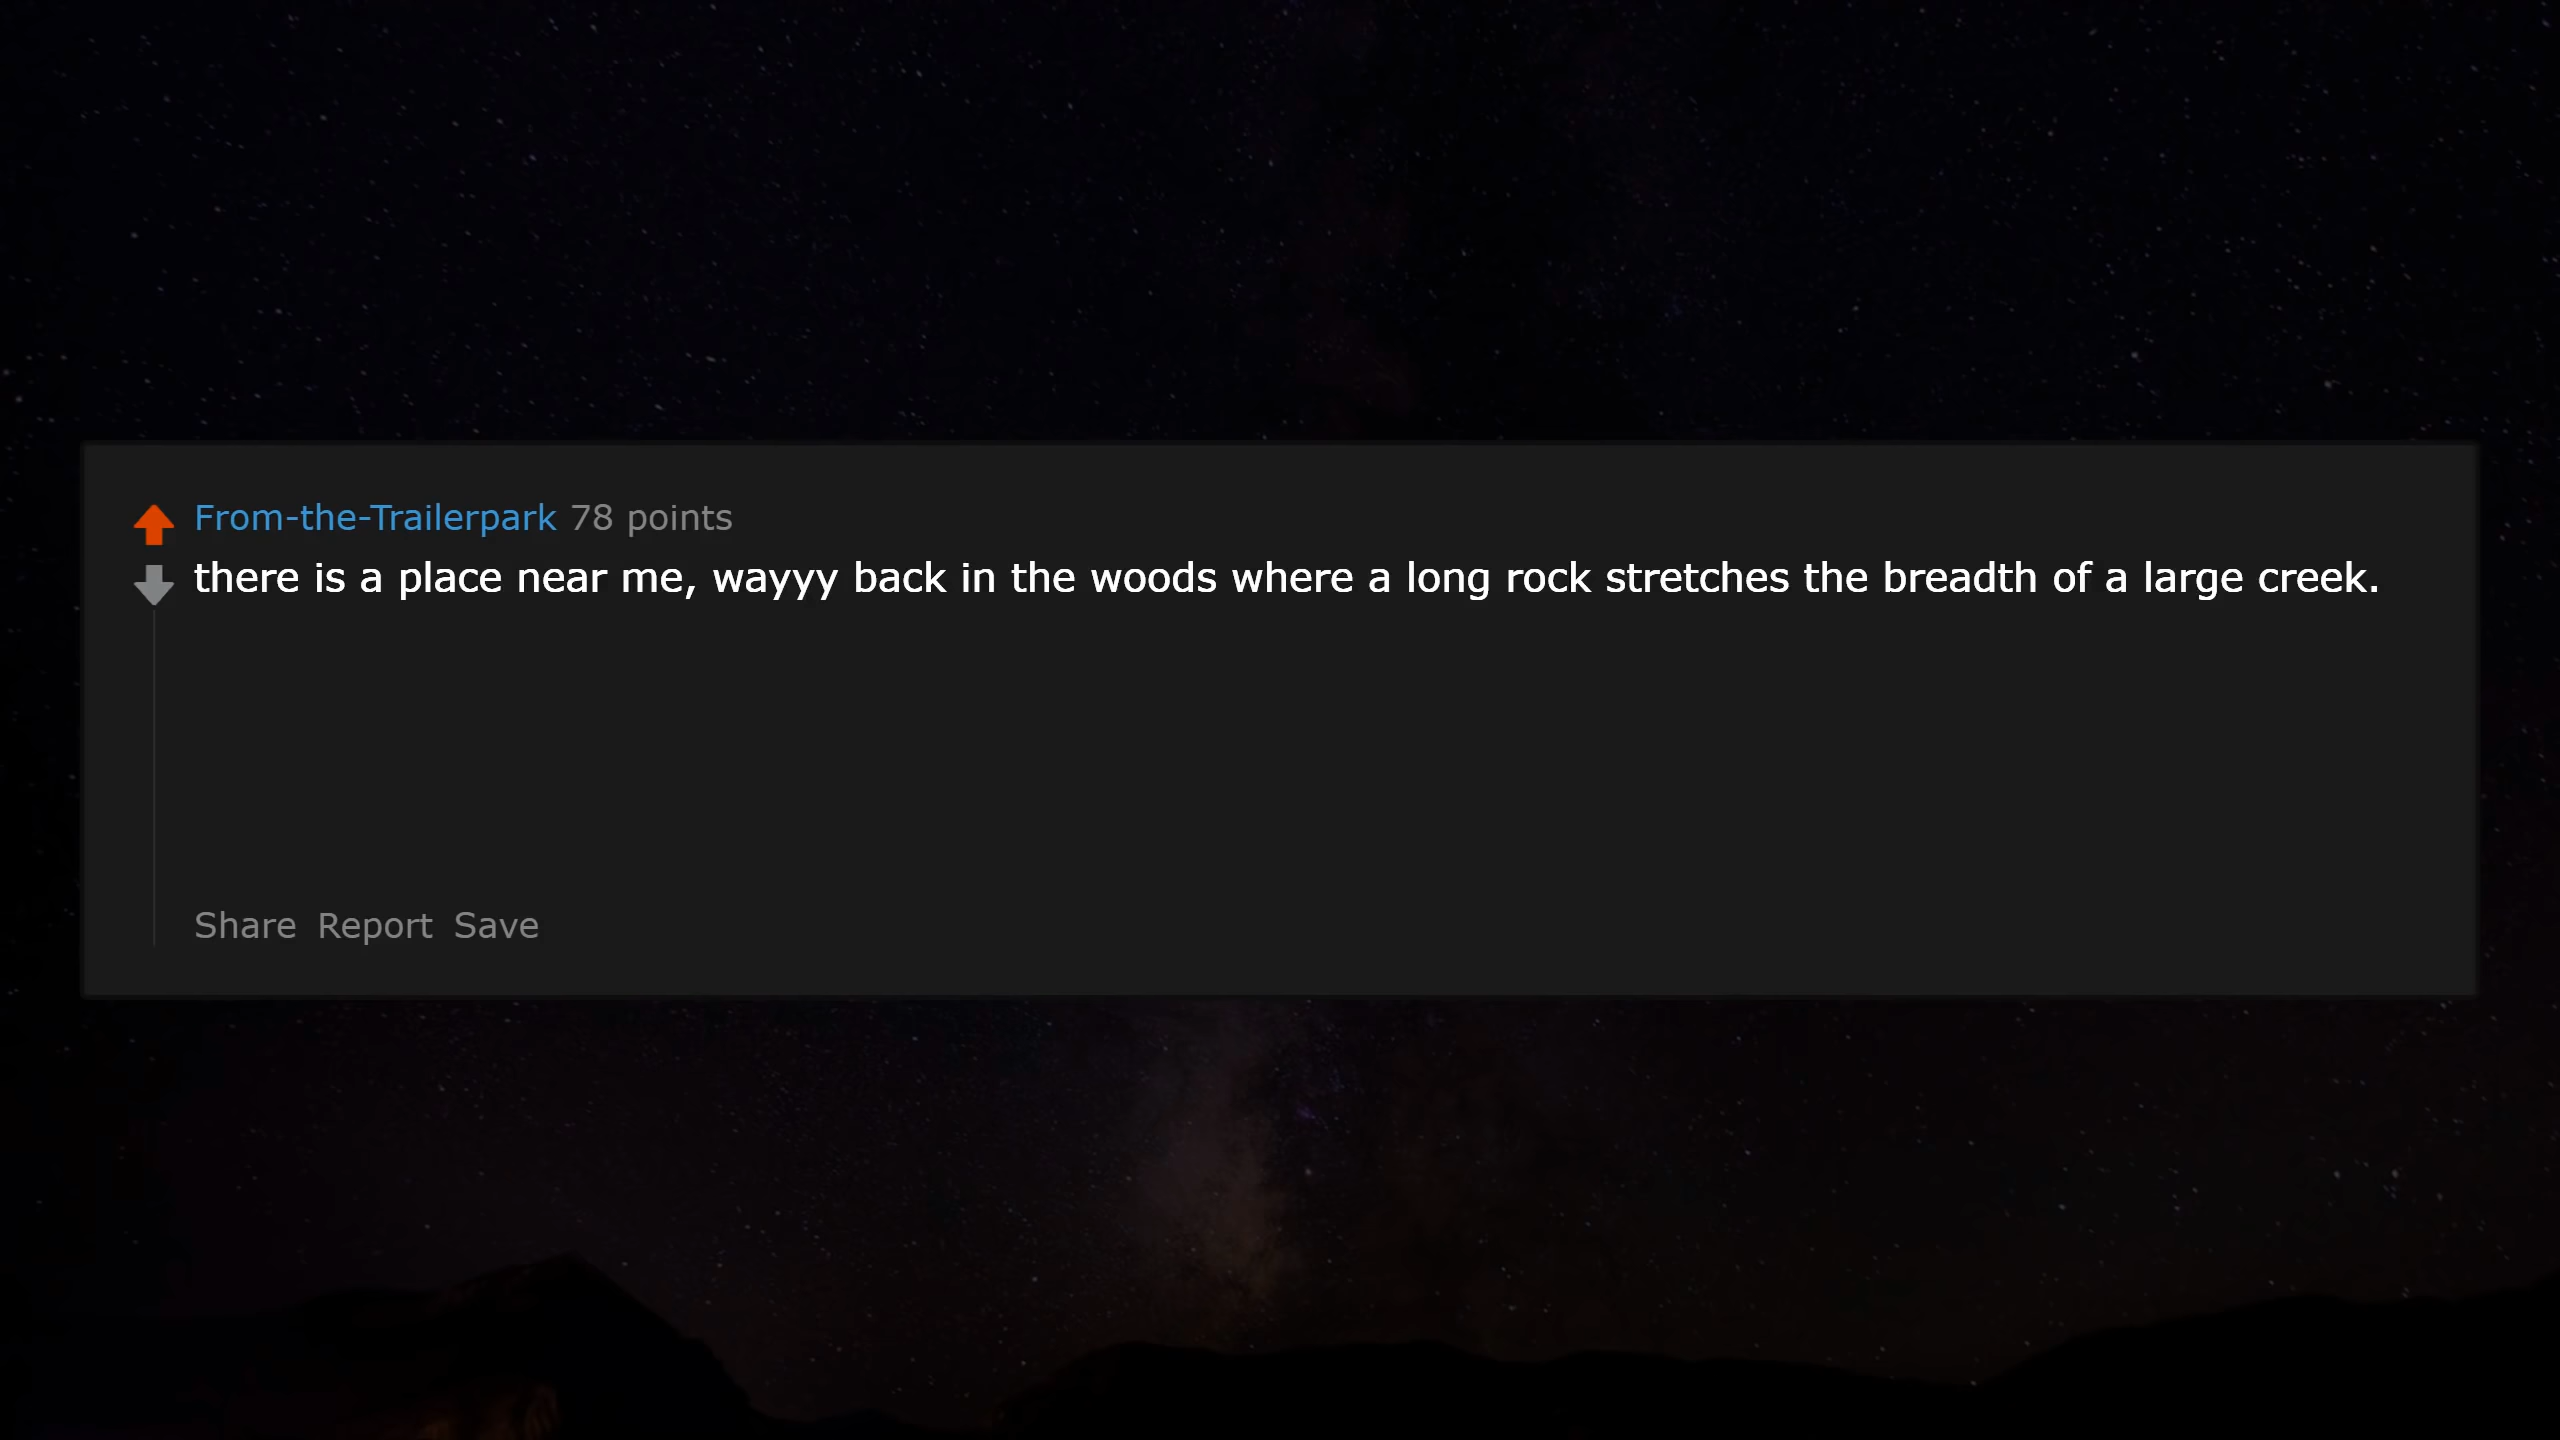 From-the-Trailerpark 78 points
there is a place near me, wayyy back in the woods where a long rock stretches the breadth of a large creek.
Share Report Save